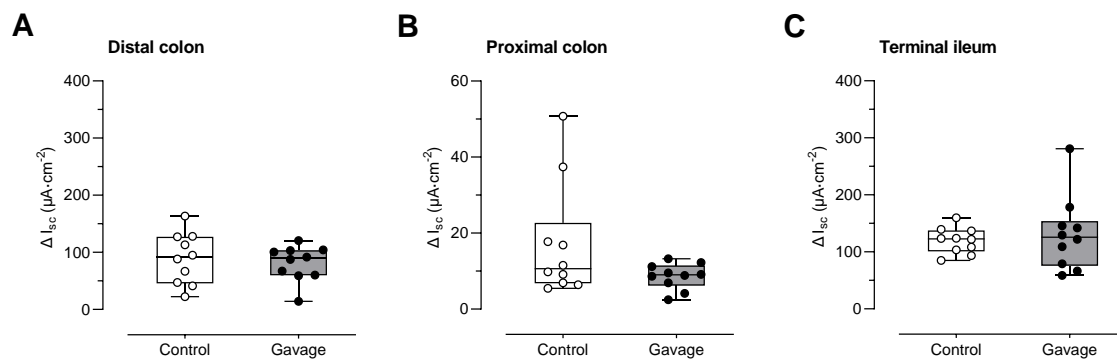 A
Distal colon
400
300
200
100
0
Δ Isc (µA·cm-2)
Control
Gavage
B
Proximal colon
60
40
20
0
Δ Isc (µA·cm-2)
Control
Gavage
C
Terminal ileum
400
300
200
100
0
Δ Isc (µA·cm-2)
Control
Gavage